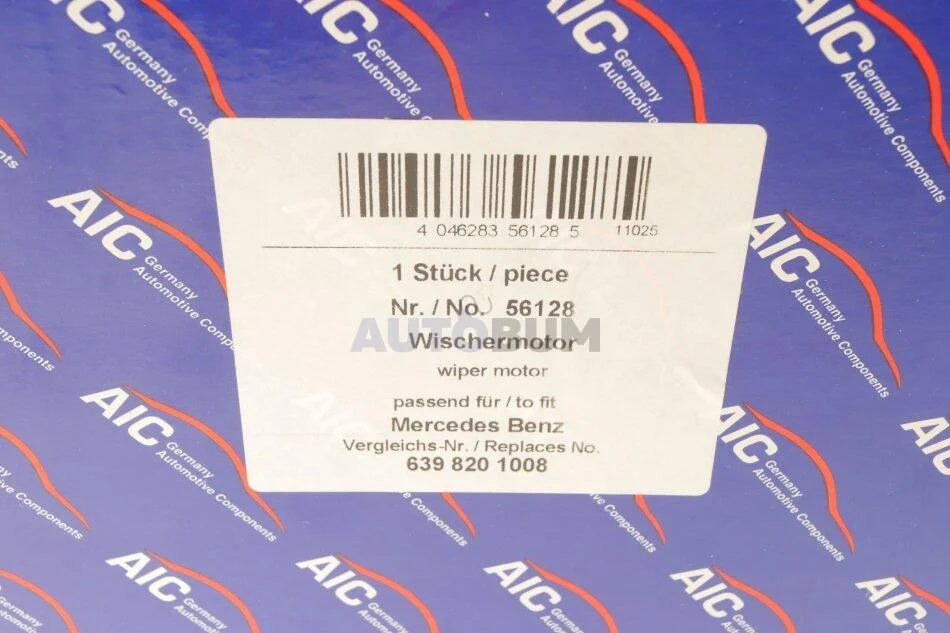 AIC Germany Automotive Components
4 046283 56128 5 11025
1 Stück / piece
Nr. / No. 56128
AUTOBUM
Wischermotor
wiper motor
passend für / to fit
Mercedes Benz
Vergleichs-Nr. / Replaces No.
639 820 1008